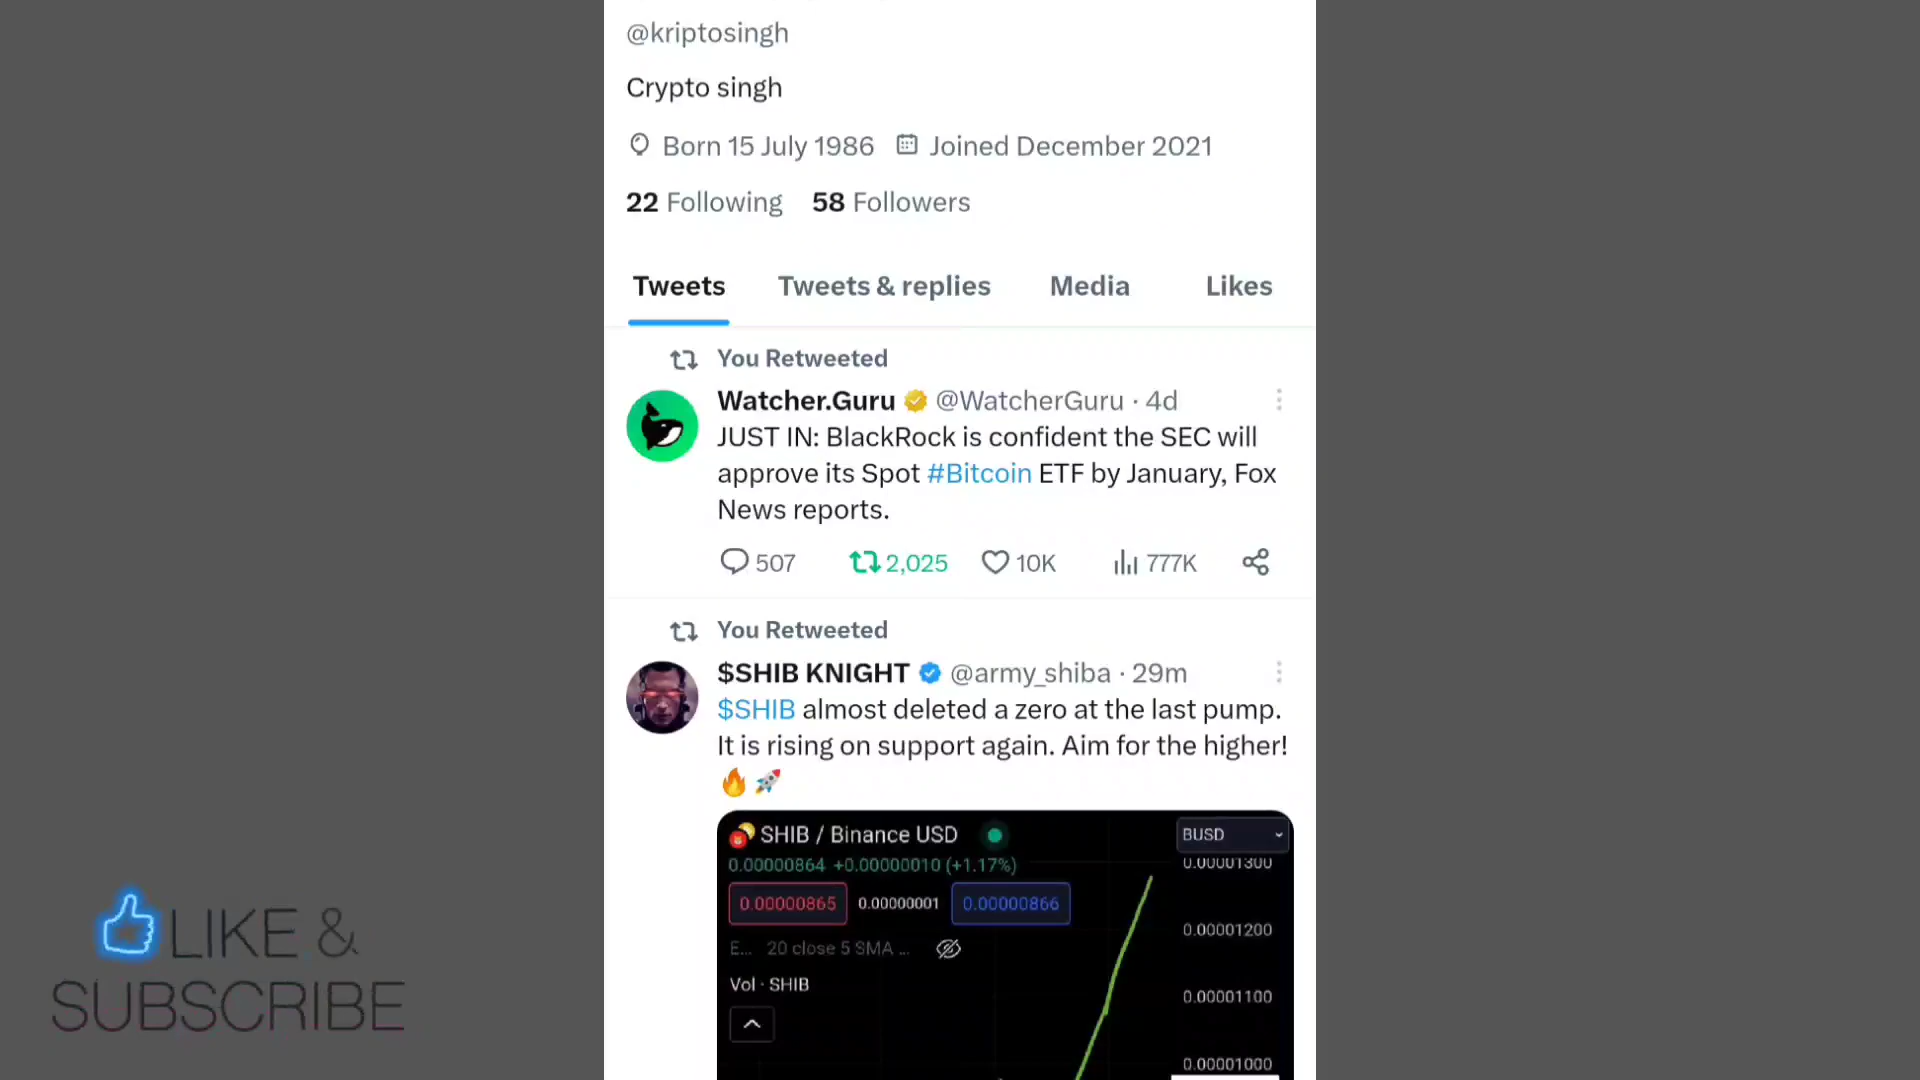 @kriptosingh
Crypto singh
Born 15 July 1986 Joined December 2021
22 Following 58 Followers
Tweets Tweets & replies Media Likes
You Retweeted
Watcher.Guru @WatcherGuru · 4d
JUST IN: BlackRock is confident the SEC will
approve its Spot #Bitcoin ETF by January, Fox
News reports.
507 2,025 10K 777K
You Retweeted
$SHIB KNIGHT @army_shiba · 29m
$SHIB almost deleted a zero at the last pump.
It is rising on support again. Aim for the higher!
🔥🚀
SHIB / Binance USD BUSD
0.00000864 +0.00000010 (+1.17%) 0.00001300
0.00000865 0.00000001 0.00000866
0.00001200
E... 20 close 5 SMA ...
Vol · SHIB
0.00001100
0.00001000
LIKE &
SUBSCRIBE